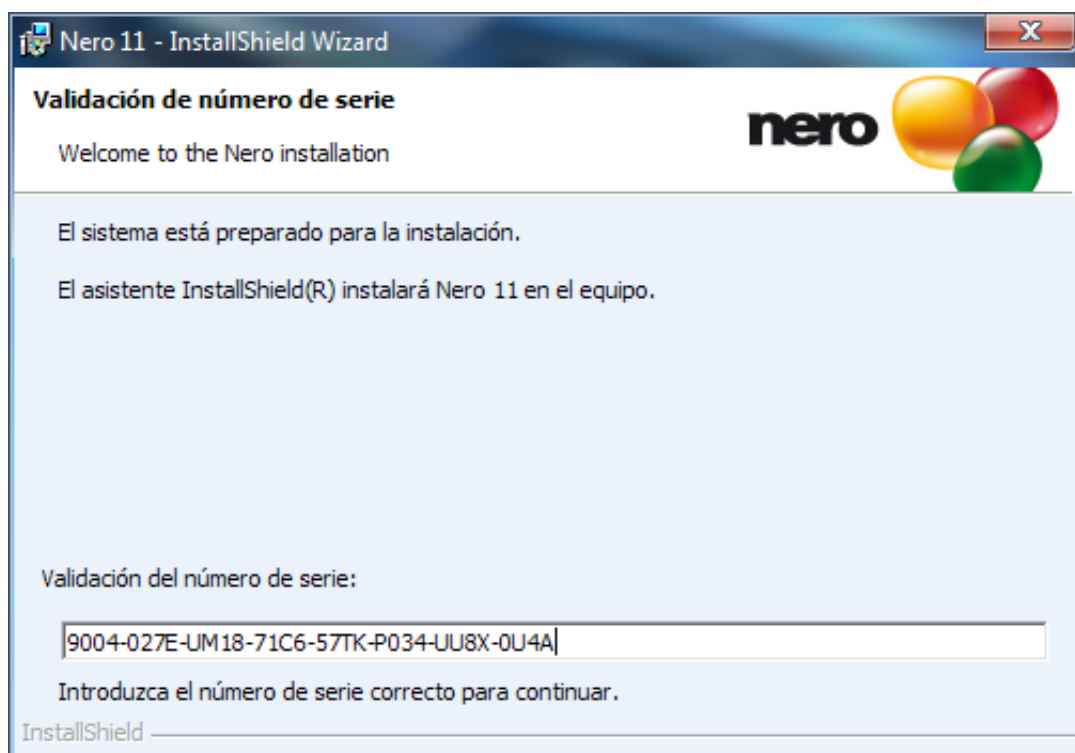 Nero 11 - InstallShield Wizard
Validación de número de serie
nero
Welcome to the Nero installation
El sistema está preparado para la instalación.
El asistente InstallShield(R) instalará Nero 11 en el equipo.
Validación del número de serie:
9004-027E-UM18-71C6-57TK-P034-UU8X-0U4A
Introduzca el número de serie correcto para continuar.
InstallShield